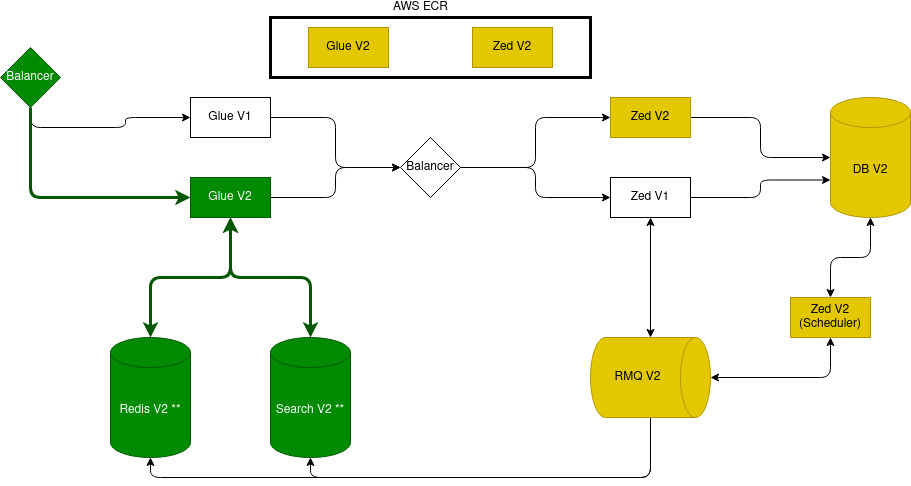 AWS ECR
Glue V2
Zed V2
Balancer
Glue V1
Zed V2
Balancer
DB V2
Glue V2
Zed V1
Zed V2
(Scheduler)
RMQ V2
Redis V2 **
Search V2 **